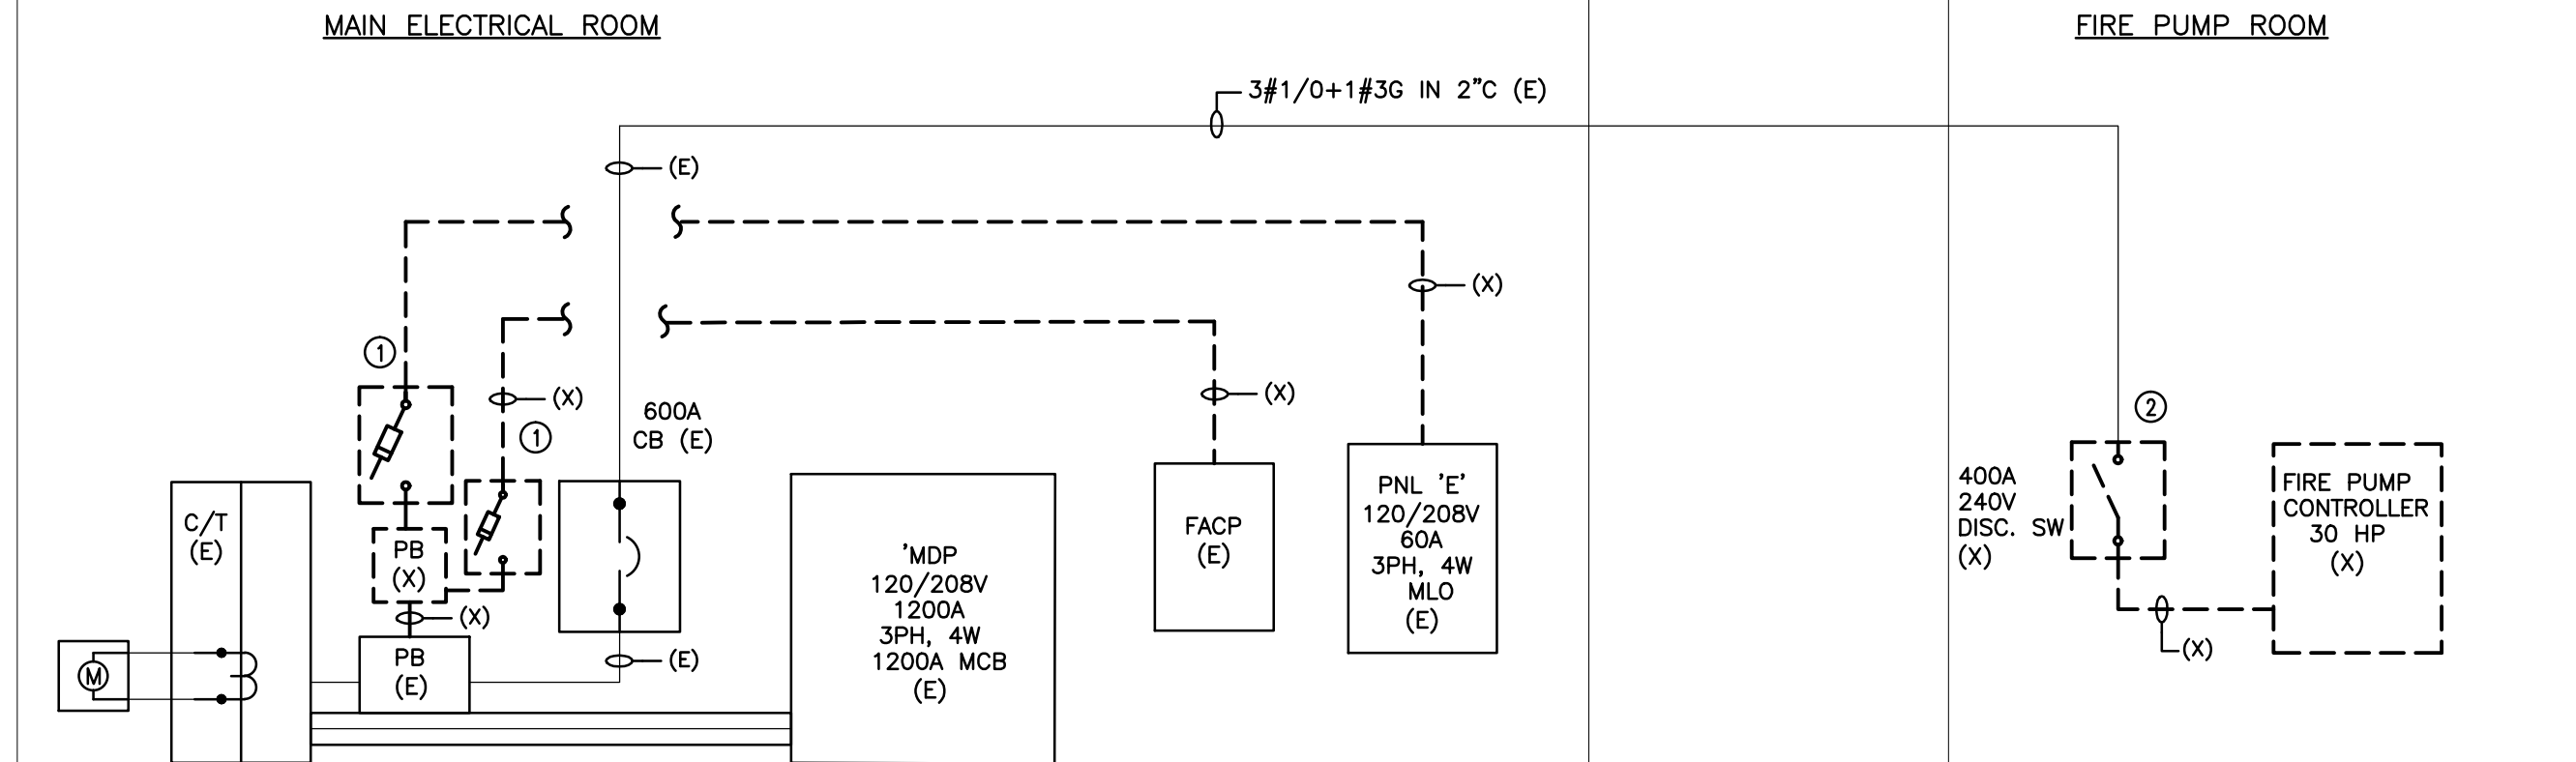 MAIN ELECTRICAL ROOM
FIRE PUMP ROOM
3#1/0+1#3G IN 2"C (E)
(E)
(X)
1
(X)
(X)
1
600A
CB (E)
2
C/T
(E)
PB
(X)
(X)
PB
(E)
M
(E)
'MDP
120/208V
1200A
3PH, 4W
1200A MCB
(E)
FACP
(E)
PNL 'E'
120/208V
60A
3PH, 4W
MLO
(E)
400A
240V
DISC. SW
(X)
FIRE PUMP
CONTROLLER
30 HP
(X)
(X)